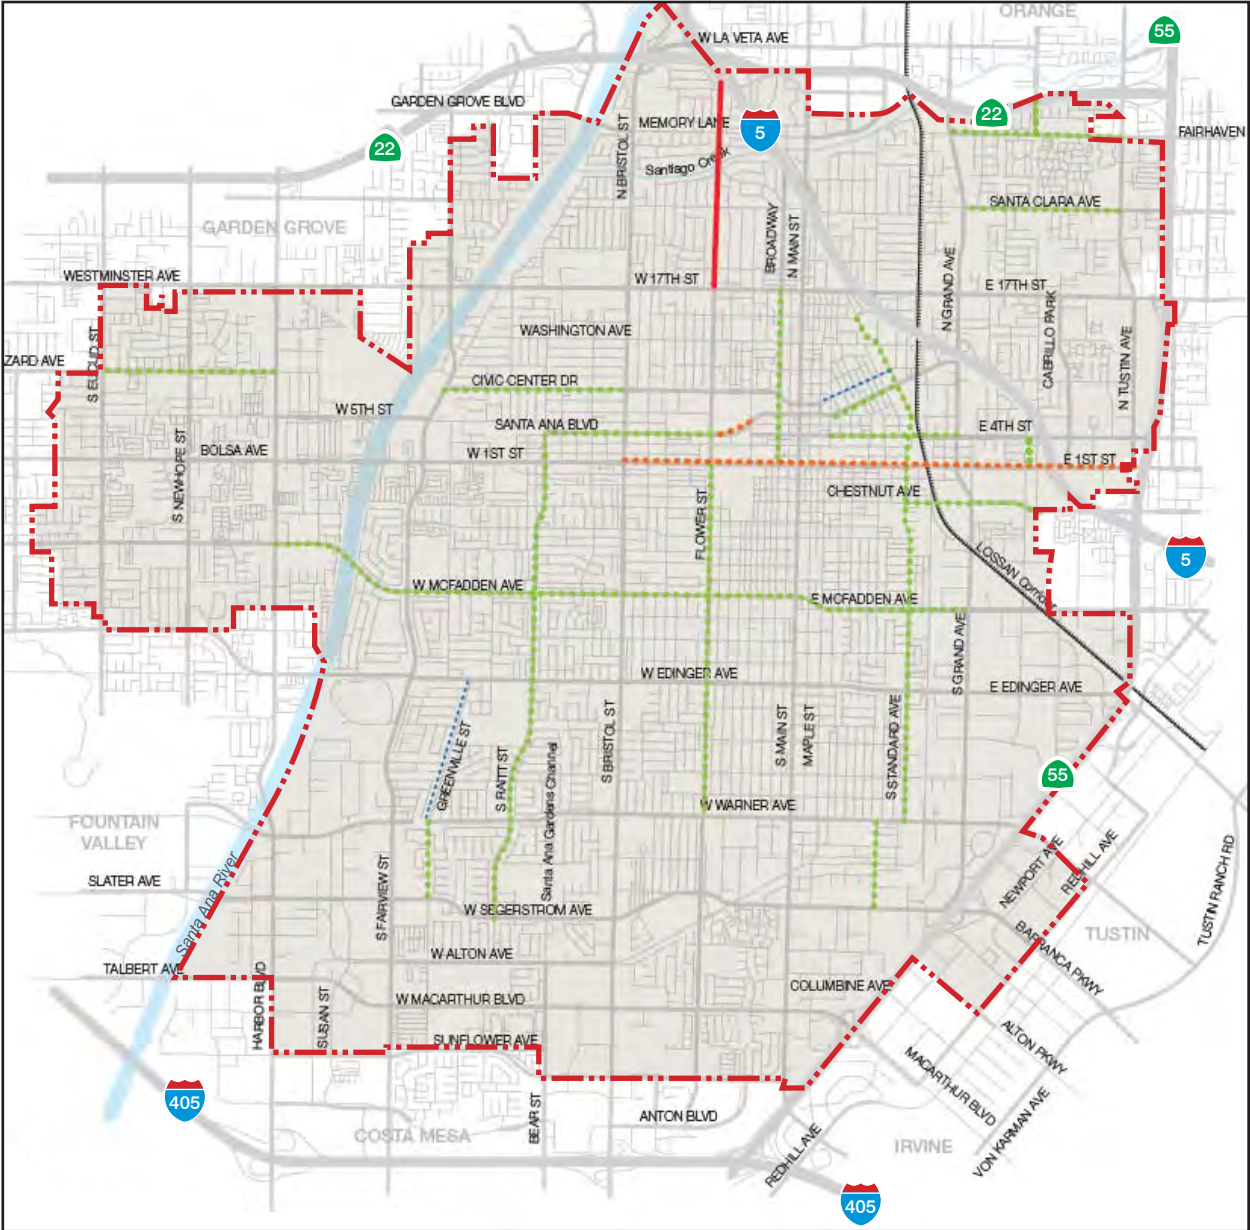 ORANGE
55
W LA VETA AVE
GARDEN GROVE BLVD
22
MEMORY LANE
5
22
FAIRHAVEN
Santiago Creek
N BRISTOL ST
SANTA CLARA AVE
GARDEN GROVE
BROADWAY
N MAIN ST
N GRAND AVE
WESTMINSTER AVE
W 17TH ST
E 17TH ST
CABRILLO PARK
N TUSTIN AVE
WASHINGTON AVE
S EUCLID ST
ZARD AVE
CIVIC CENTER DR
W 5TH ST
SANTA ANA BLVD
E 4TH ST
S NEWHOPE ST
BOLSA AVE
W 1ST ST
E 1ST ST
CHESTNUT AVE
FLOWER ST
5
LOSSAN Corridor
W MCFADDEN AVE
E MCFADDEN AVE
S GRAND AVE
W EDINGER AVE
E EDINGER AVE
GREENVILLE ST
S RAITT ST
Santa Ana Gardens Channel
S BRISTOL ST
S MAIN ST
MAPLE ST
S STANDARD AVE
55
W WARNER AVE
FOUNTAIN
VALLEY
NEWPORT AVE
REDHILL AVE
TUSTIN RANCH RD
Santa Ana River
SLATER AVE
S FAIRVIEW ST
W SEGERSTROM AVE
TUSTIN
BARRANCA PKWY
W ALTON AVE
TALBERT AVE
HARBOR BLVD
SUSAN ST
COLUMBINE AVE
W MACARTHUR BLVD
SUNFLOWER AVE
ALTON PKWY
MACARTHUR BLVD
VON KARMAN AVE
405
BEAR ST
ANTON BLVD
COSTA MESA
REDHILL AVE
IRVINE
405